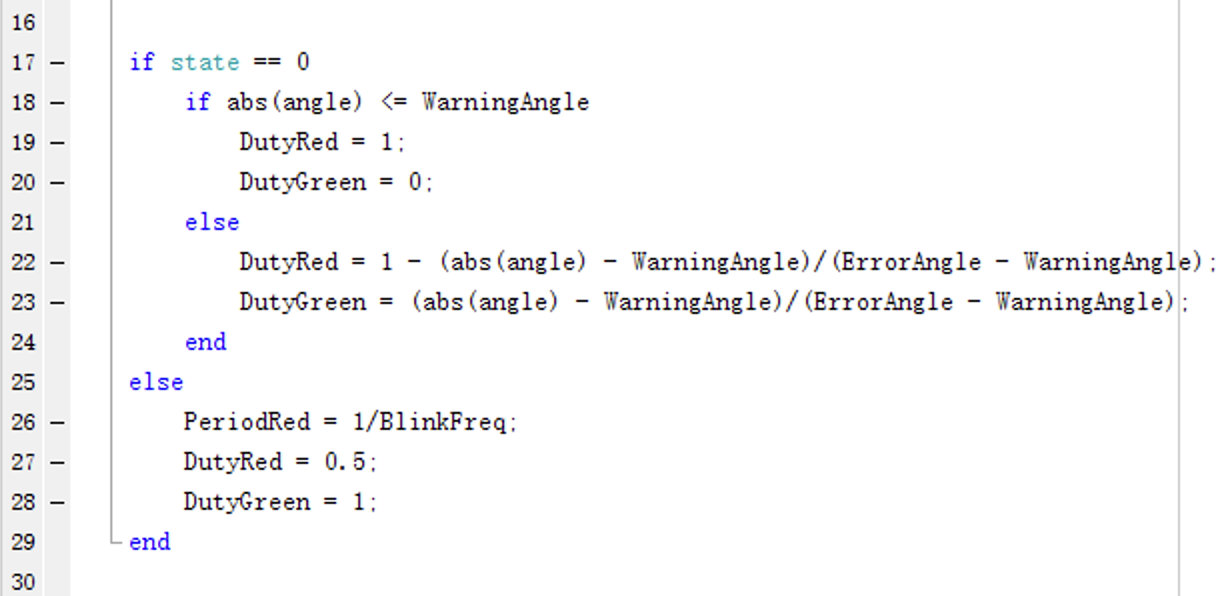 16
17 — if state == 0
18 — if abs(angle) <= WarningAngle
19 — DutyRed = 1;
20 — DutyGreen = 0;
21 else
22 — DutyRed = 1 - (abs(angle) - WarningAngle)/(ErrorAngle - WarningAngle);
23 — DutyGreen = (abs(angle) - WarningAngle)/(ErrorAngle - WarningAngle);
24 end
25 else
26 — PeriodRed = 1/BlinkFreq;
27 — DutyRed = 0.5;
28 — DutyGreen = 1;
29 end
30